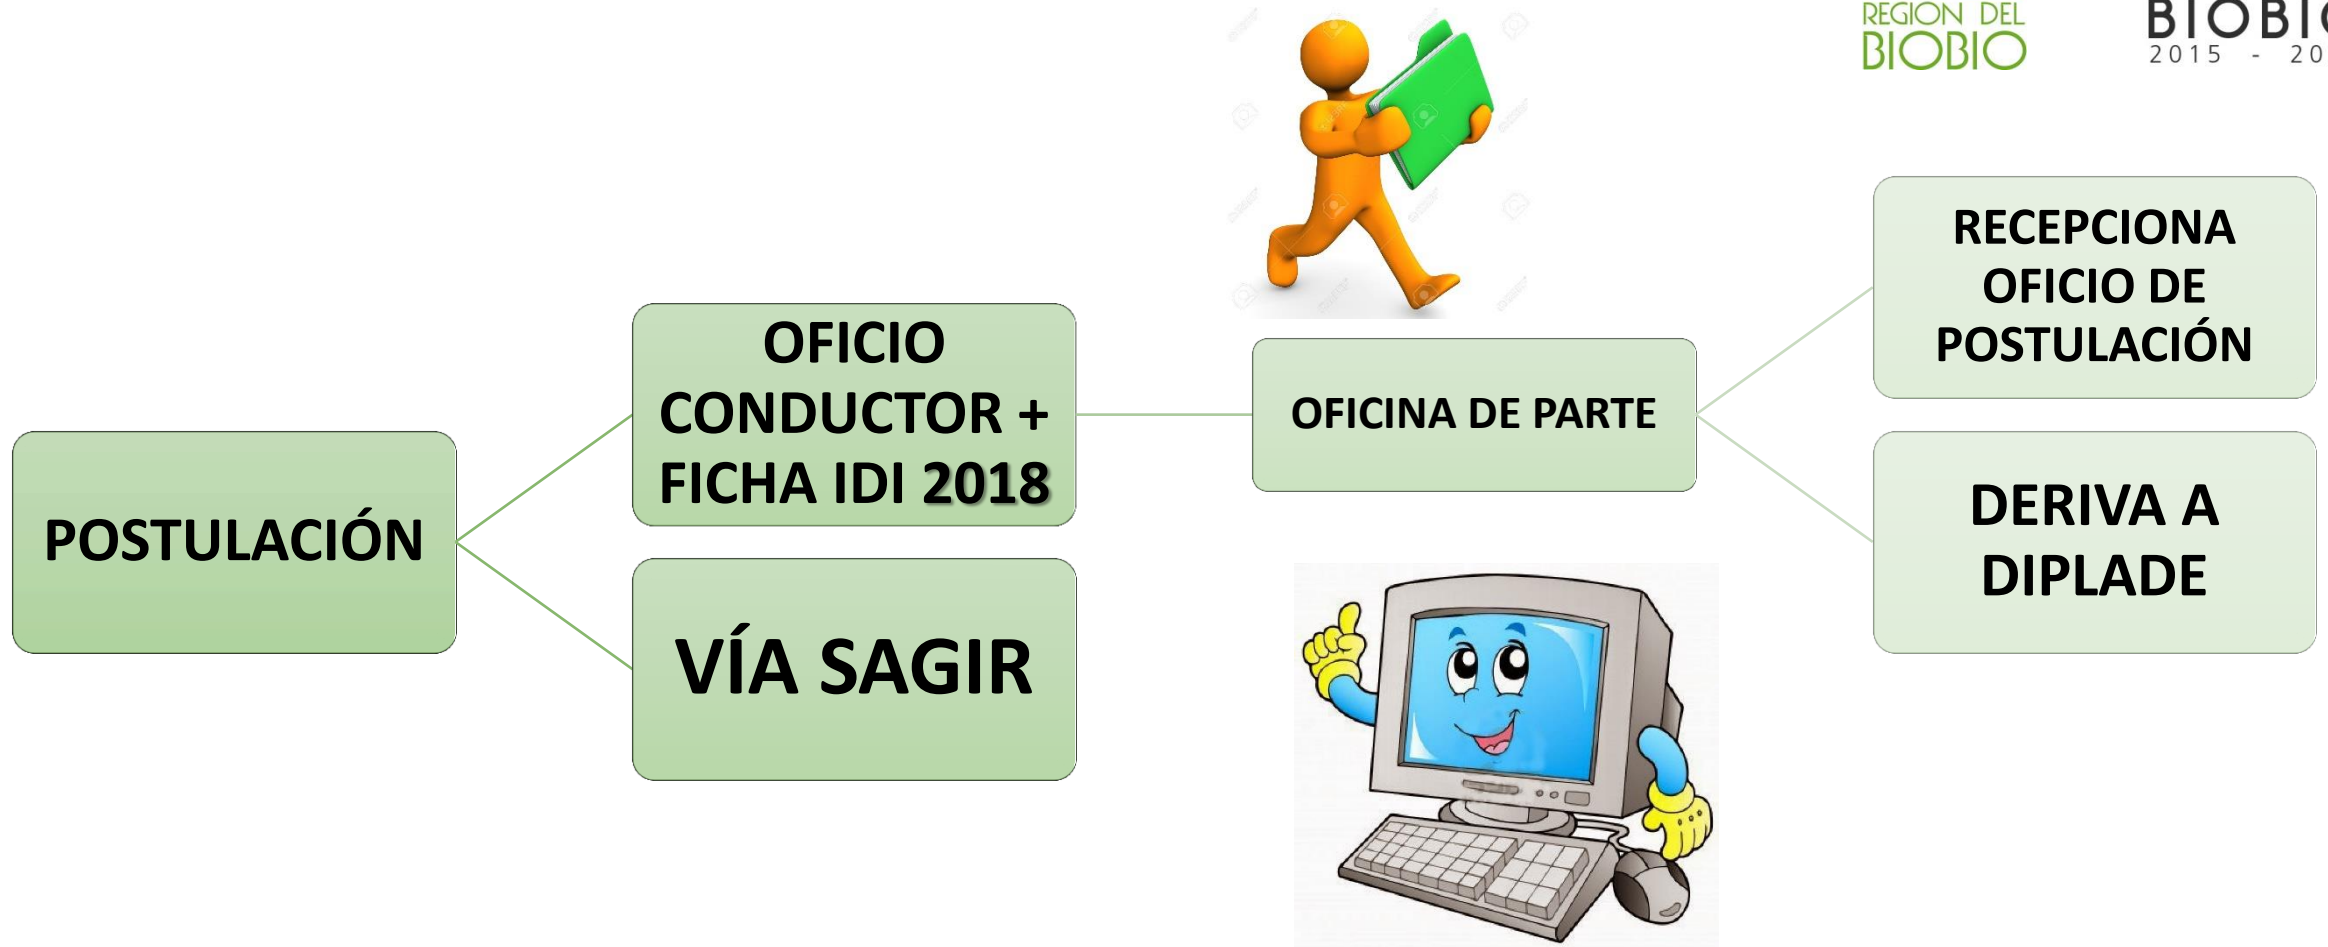 REGION DEL
BIOBIO
2015 - 20
POSTULACIÓN
OFICIO
CONDUCTOR +
FICHA IDI 2018
VÍA SAGIR
OFICINA DE PARTE
RECEPCIONA
OFICIO DE
POSTULACIÓN
DERIVA A
DIPLADE